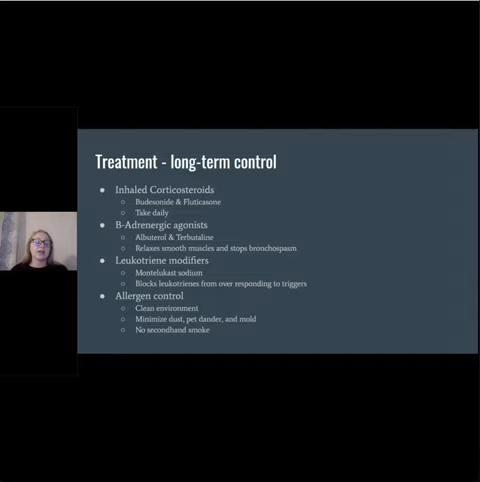 Treatment - long-term control
● Inhaled Corticosteroids
○ Budesonide & Fluticasone
○ Take daily
● B-Adrenergic agonists
○ Albuterol & Terbutaline
○ Relaxes smooth muscles and stops bronchospasm
● Leukotriene modifiers
○ Montelukast sodium
○ Blocks leukotrienes from over responding to triggers
● Allergen control
○ Clean environment
○ Minimize dust, pet dander, and mold
○ No secondhand smoke